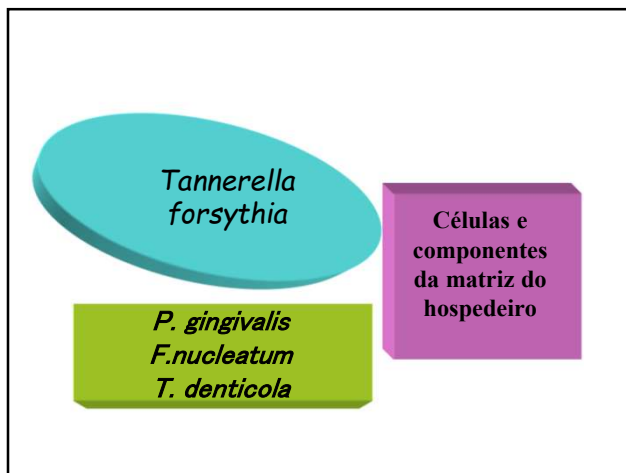 Tannerella
forsythia
Células e
componentes
da matriz do
hospedeiro
P. gingivalis
F.nucleatum
T. denticola